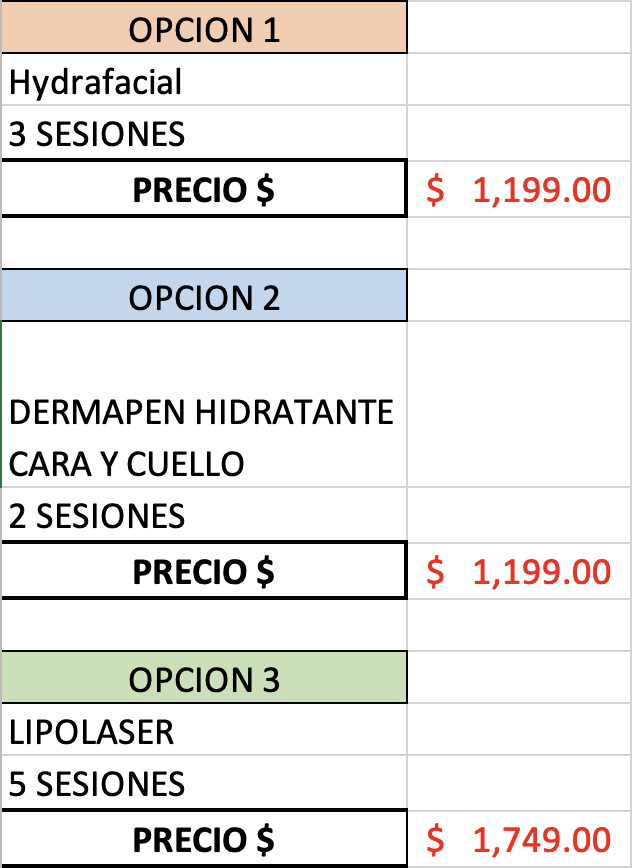 OPCION 1
Hydrafacial
3 SESIONES
PRECIO $ $ 1,199.00
OPCION 2
DERMAPEN HIDRATANTE
CARA Y CUELLO
2 SESIONES
PRECIO $ $ 1,199.00
OPCION 3
LIPOLASER
5 SESIONES
PRECIO $ $ 1,749.00